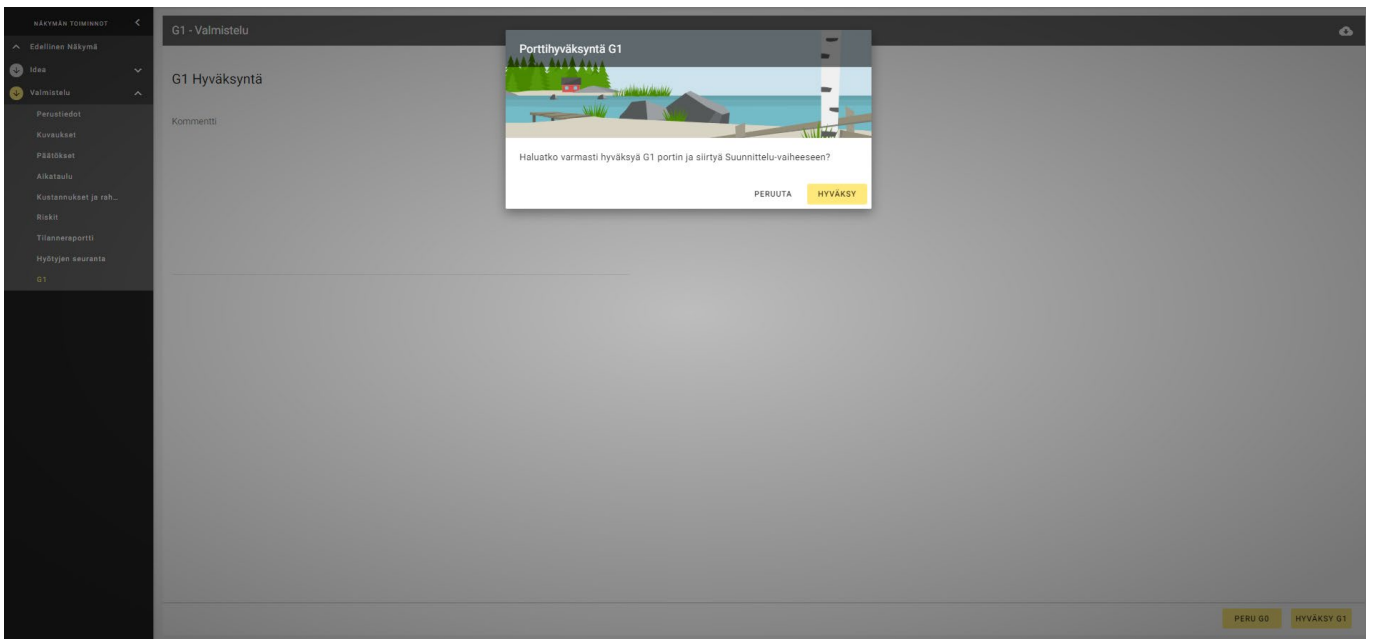 NÄKYMÄN TOIMINNOT
Edellinen Näkymä
Idea
Valmistelu
Perustiedot
Kuvaukset
Päätökset
Aikataulu
Kustannukset ja rah...
Riskit
Tilanneraportti
Hyötyjen seuranta
G1
G1 - Valmistelu
G1 Hyväksyntä
Kommentti
Porttihyväksyntä G1
Haluatko varmasti hyväksyä G1 portin ja siirtyä Suunnittelu-vaiheeseen?
PERUUTA HYVÄKSY
PERU G0 HYVÄKSY G1